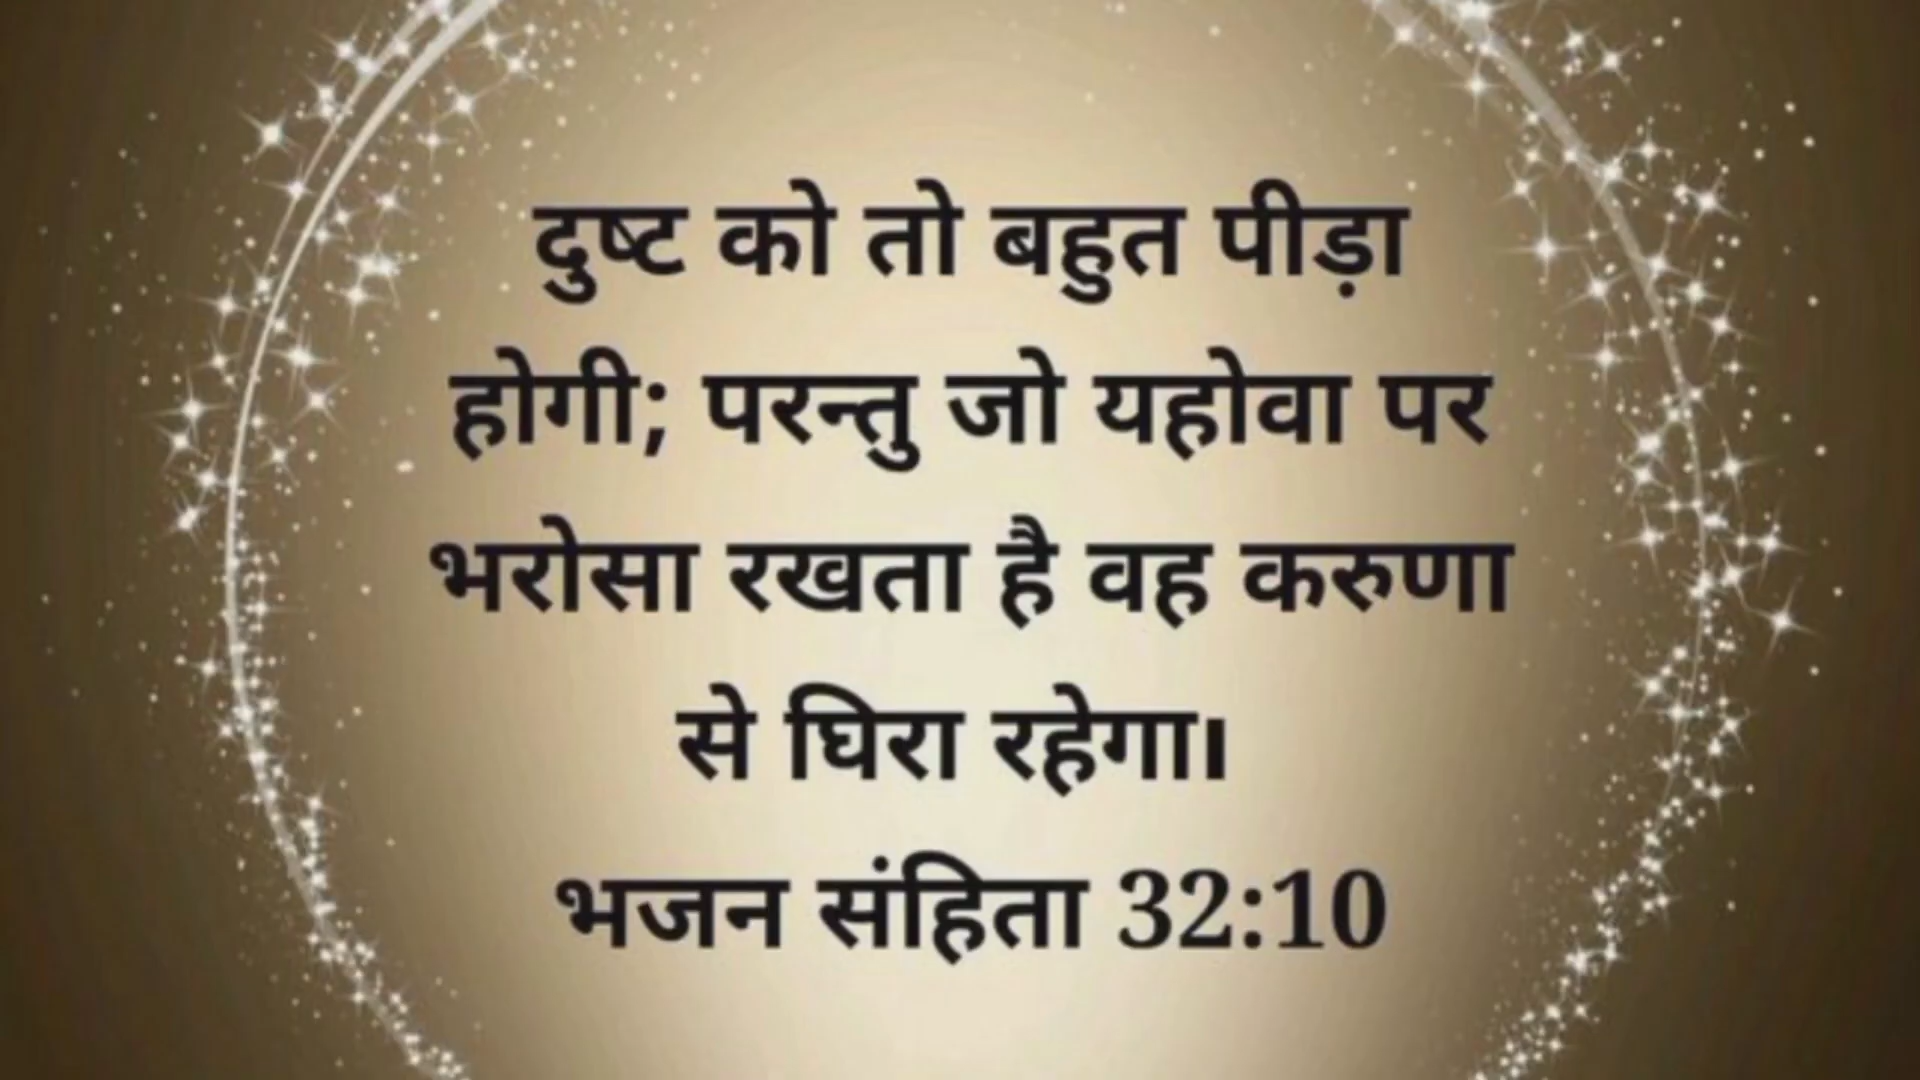 दुष्ट को तो बहुत पीड़ा
होगी; परन्तु जो यहोवा पर
भरोसा रखता है वह करुणा
से घिरा रहेगा।
भजन संहिता 32:10